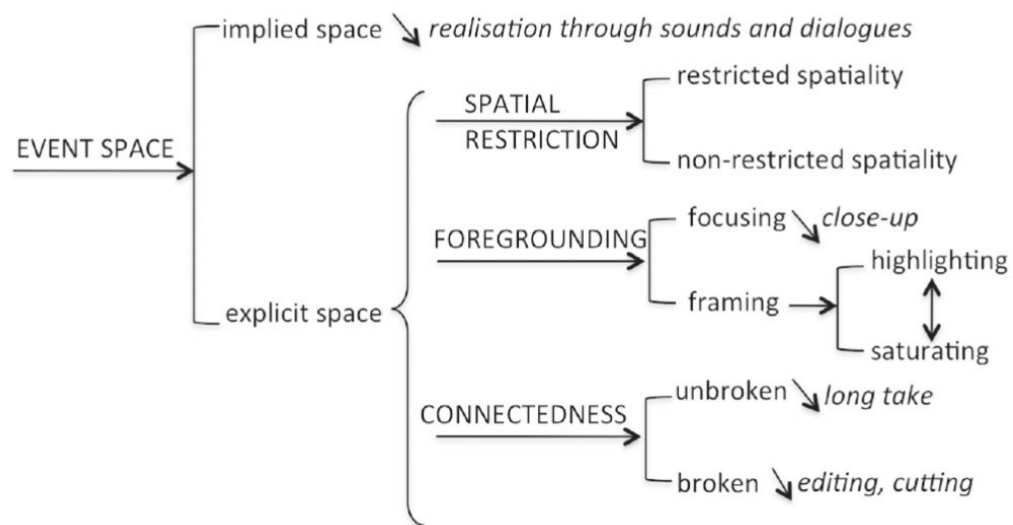 implied space
realisation through sounds and dialogues
EVENT SPACE
explicit space
SPATIAL
RESTRICTION
restricted spatiality
non-restricted spatiality
FOREGROUNDING
focusing
close-up
framing
highlighting
saturating
CONNECTEDNESS
unbroken
long take
broken
editing, cutting